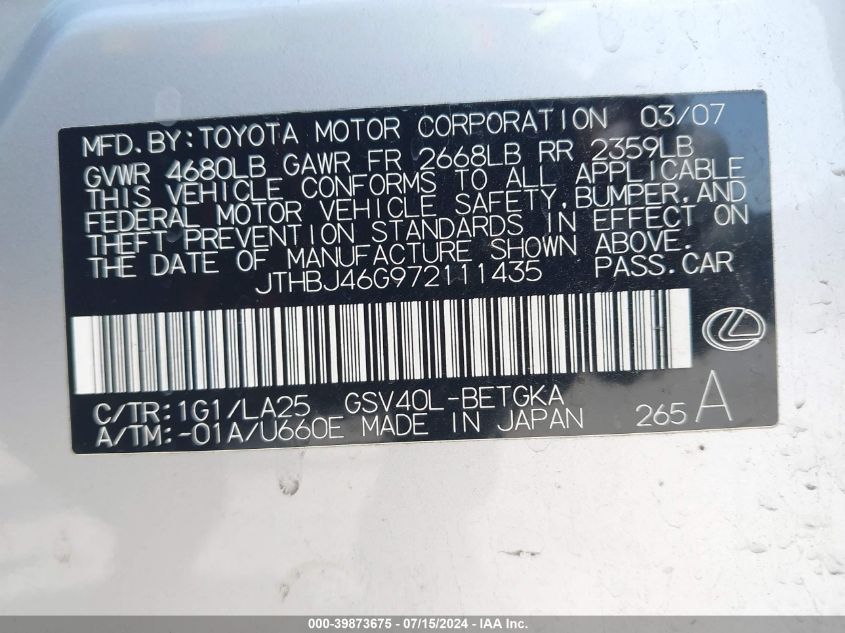 MFD. BY: TOYOTA MOTOR CORPORATION 03/07
GVWR 4680LB GAWR FR 2668LB RR 2359LB
THIS VEHICLE CONFORMS TO ALL APPLICABLE
FEDERAL MOTOR VEHICLE SAFETY, BUMPER, AND
THEFT PREVENTION STANDARDS IN EFFECT ON
THE DATE OF MANUFACTURE SHOWN ABOVE.
JTHBJ46G972111435 PASS.CAR
C/TR: 1G1/LA25 GSV40L-BETGKA
A/TM: -01A/U660E MADE IN JAPAN 265 A
000-39873675 - 07/15/2024 - IAA Inc.